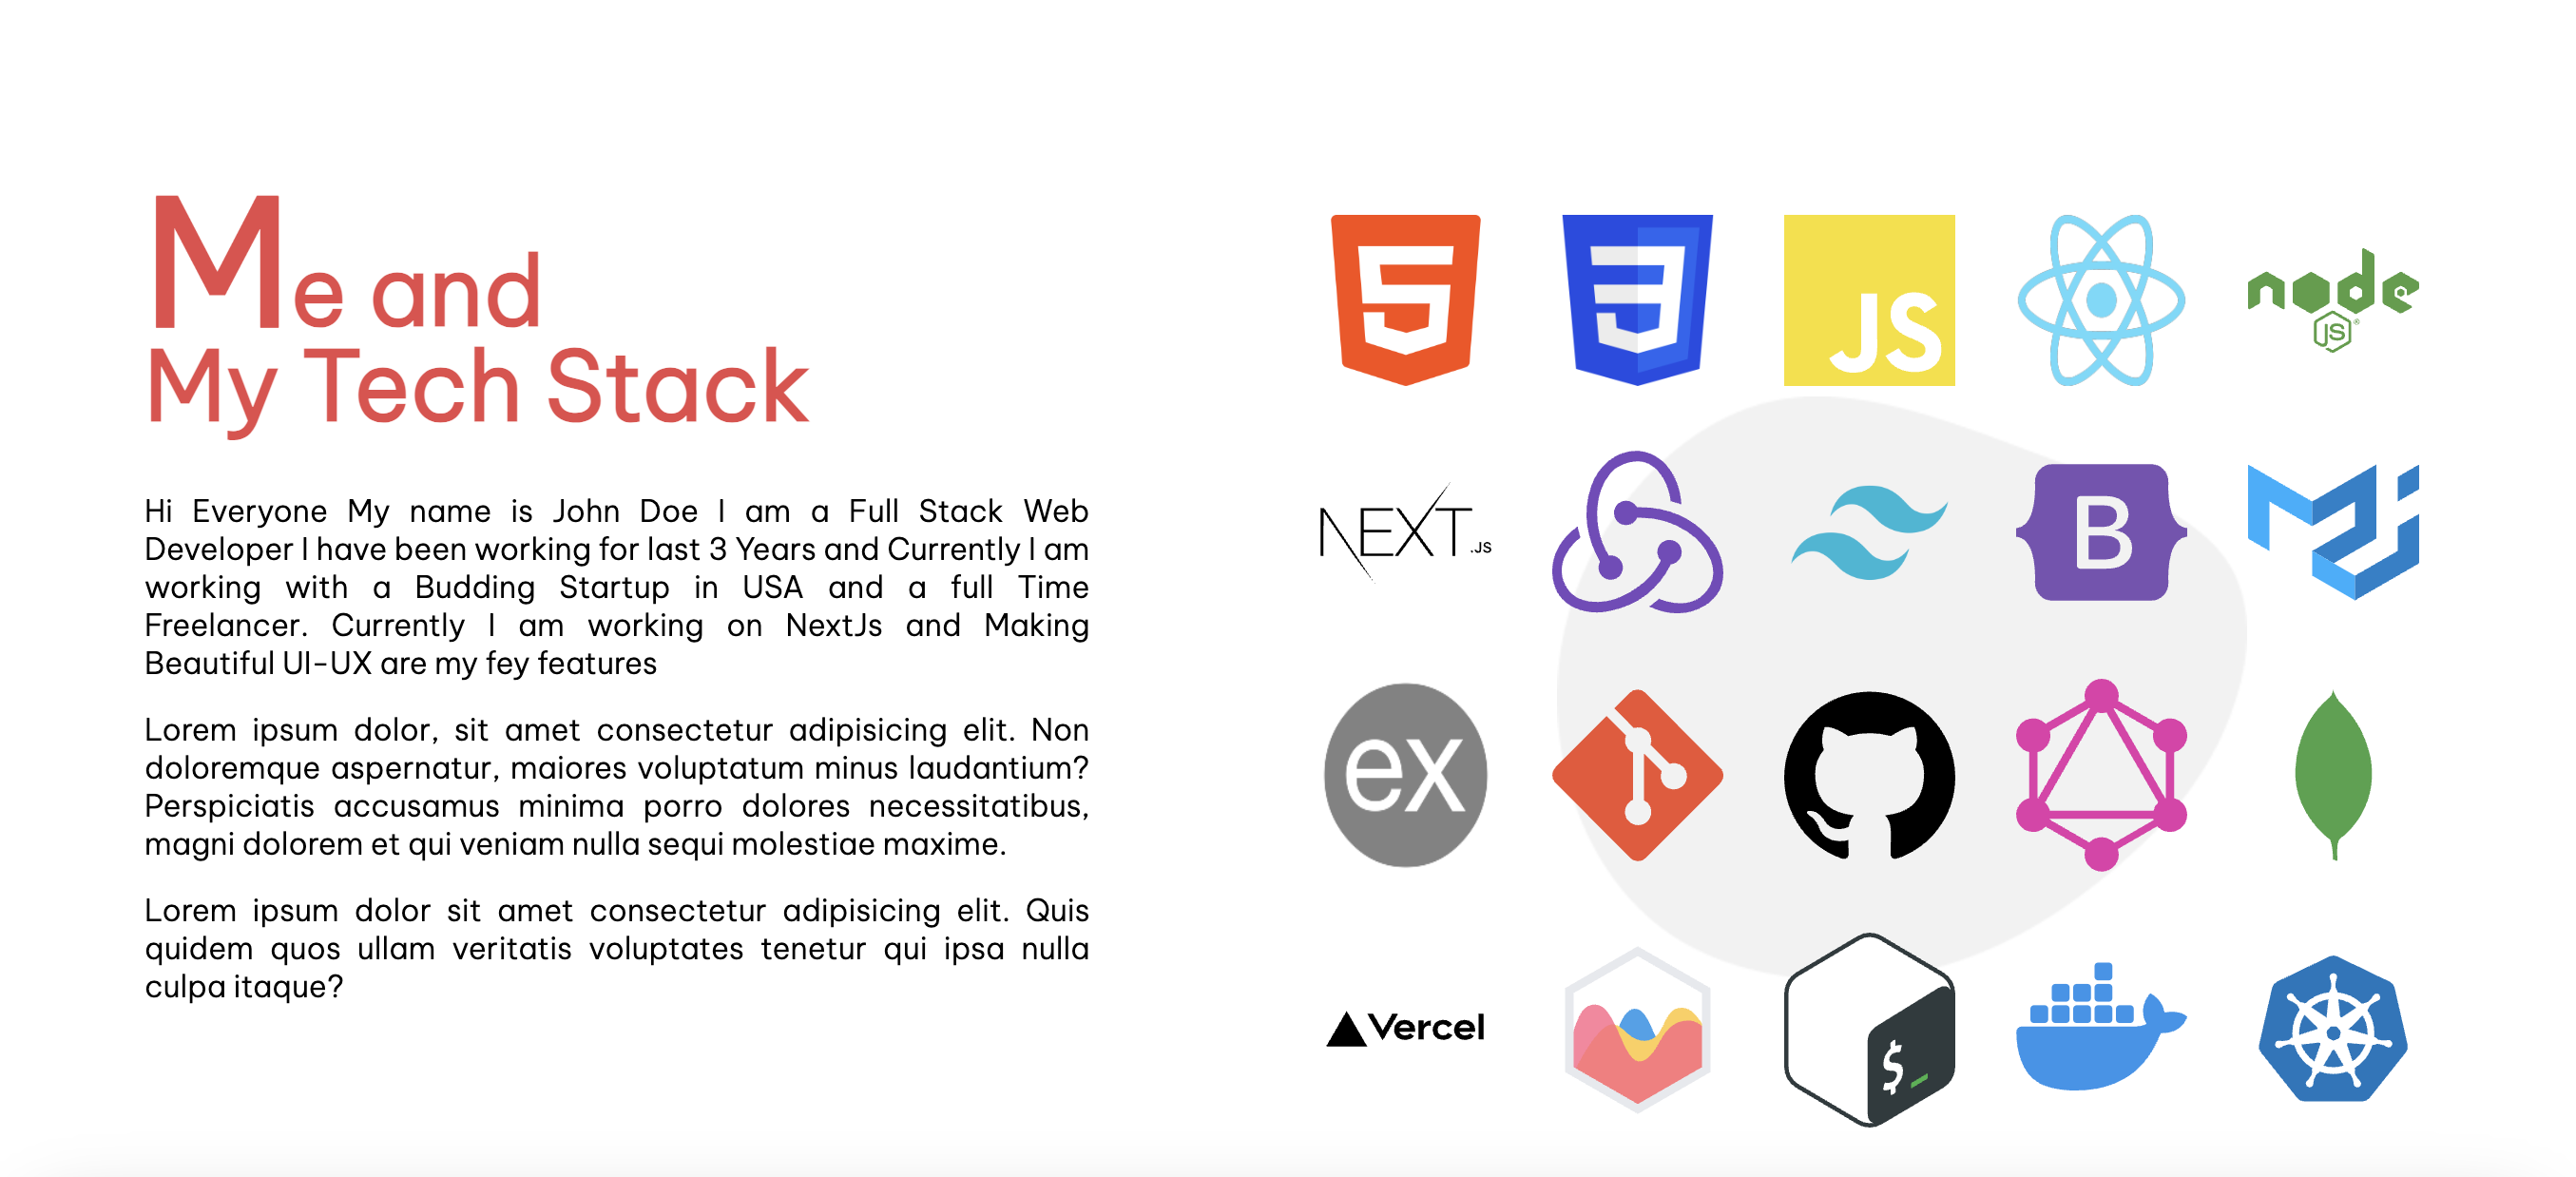 Me and
My Tech Stack
Hi Everyone My name is John Doe I am a Full Stack Web
Developer I have been working for last 3 Years and Currently I am
working with a Budding Startup in USA and a full Time
Freelancer. Currently I am working on NextJs and Making
Beautiful UI-UX are my fey features
Lorem ipsum dolor, sit amet consectetur adipisicing elit. Non
doloremque aspernatur, maiores voluptatum minus laudantium?
Perspiciatis accusamus minima porro dolores necessitatibus,
magni dolorem et qui veniam nulla sequi molestiae maxime.
Lorem ipsum dolor sit amet consectetur adipisicing elit. Quis
quidem quos ullam veritatis voluptates tenetur qui ipsa nulla
culpa itaque?
5
3
JS
node
JS®
NEXT.JS
B
ex
Vercel
$_